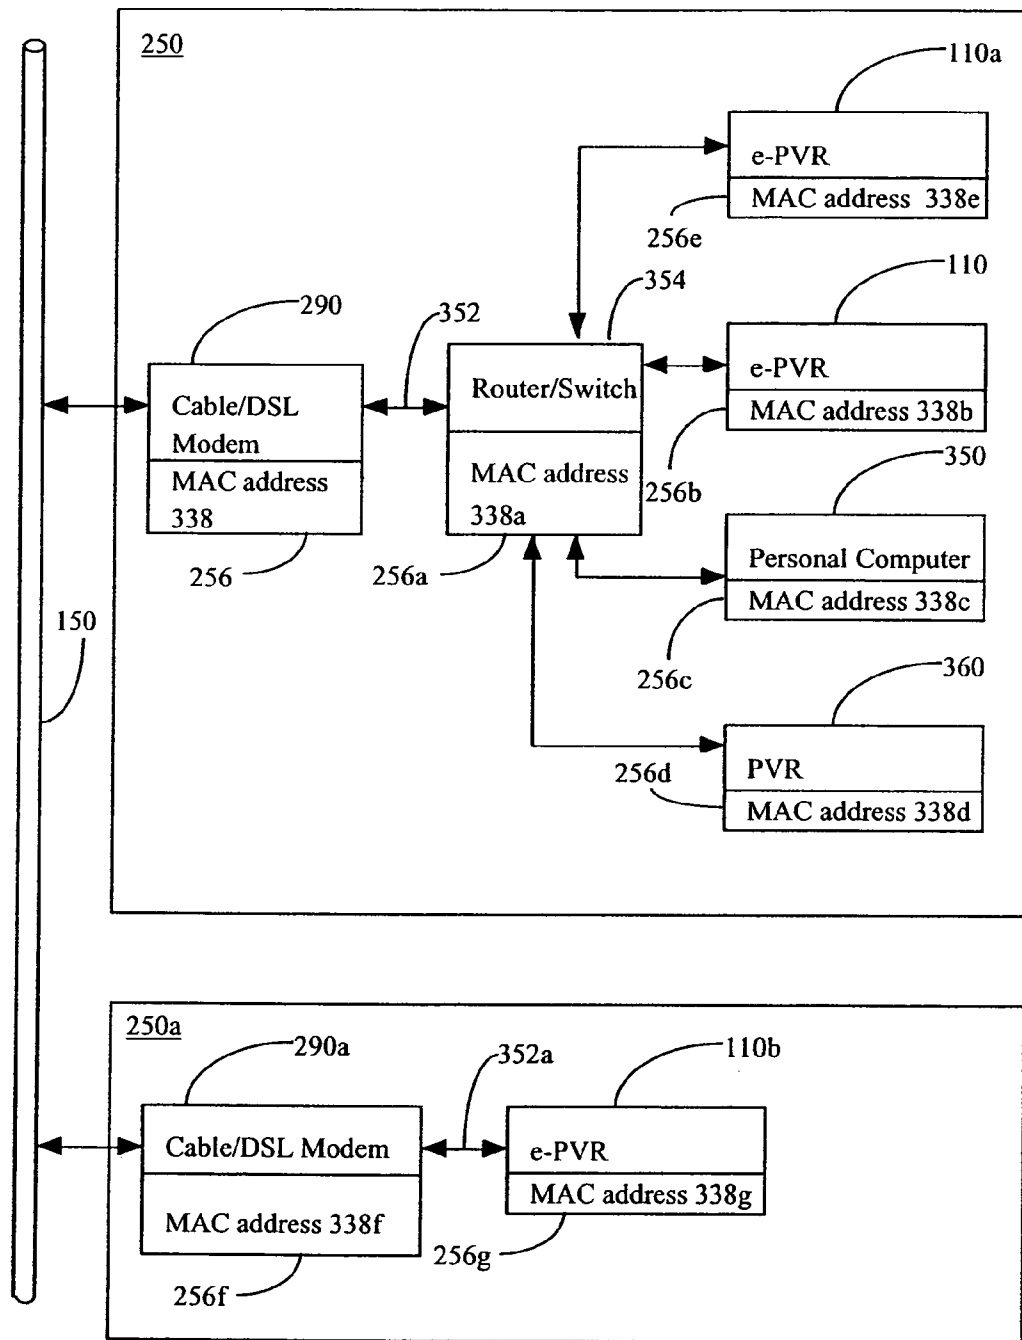 250
110a
e-PVR
MAC address 338e
256e
354
110
290
352
e-PVR
Cable/DSL
Modem
Router/Switch
MAC address 338b
MAC address
338
MAC address
338a
256b
350
256
256a
Personal Computer
MAC address 338c
150
256c
360
256d
PVR
MAC address 338d
250a
290a
352a
110b
Cable/DSL Modem
e-PVR
MAC address 338g
MAC address 338f
256g
256f